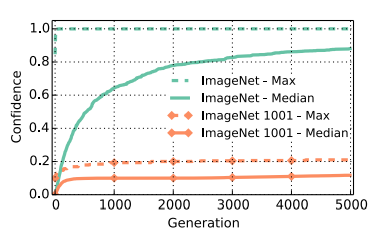 1.0
0.8
0.6
0.4
0.2
0.0
Confidence
ImageNet – Max
ImageNet – Median
ImageNet 1001 – Max
ImageNet 1001 – Median
0 1000 2000 3000 4000 5000
Generation